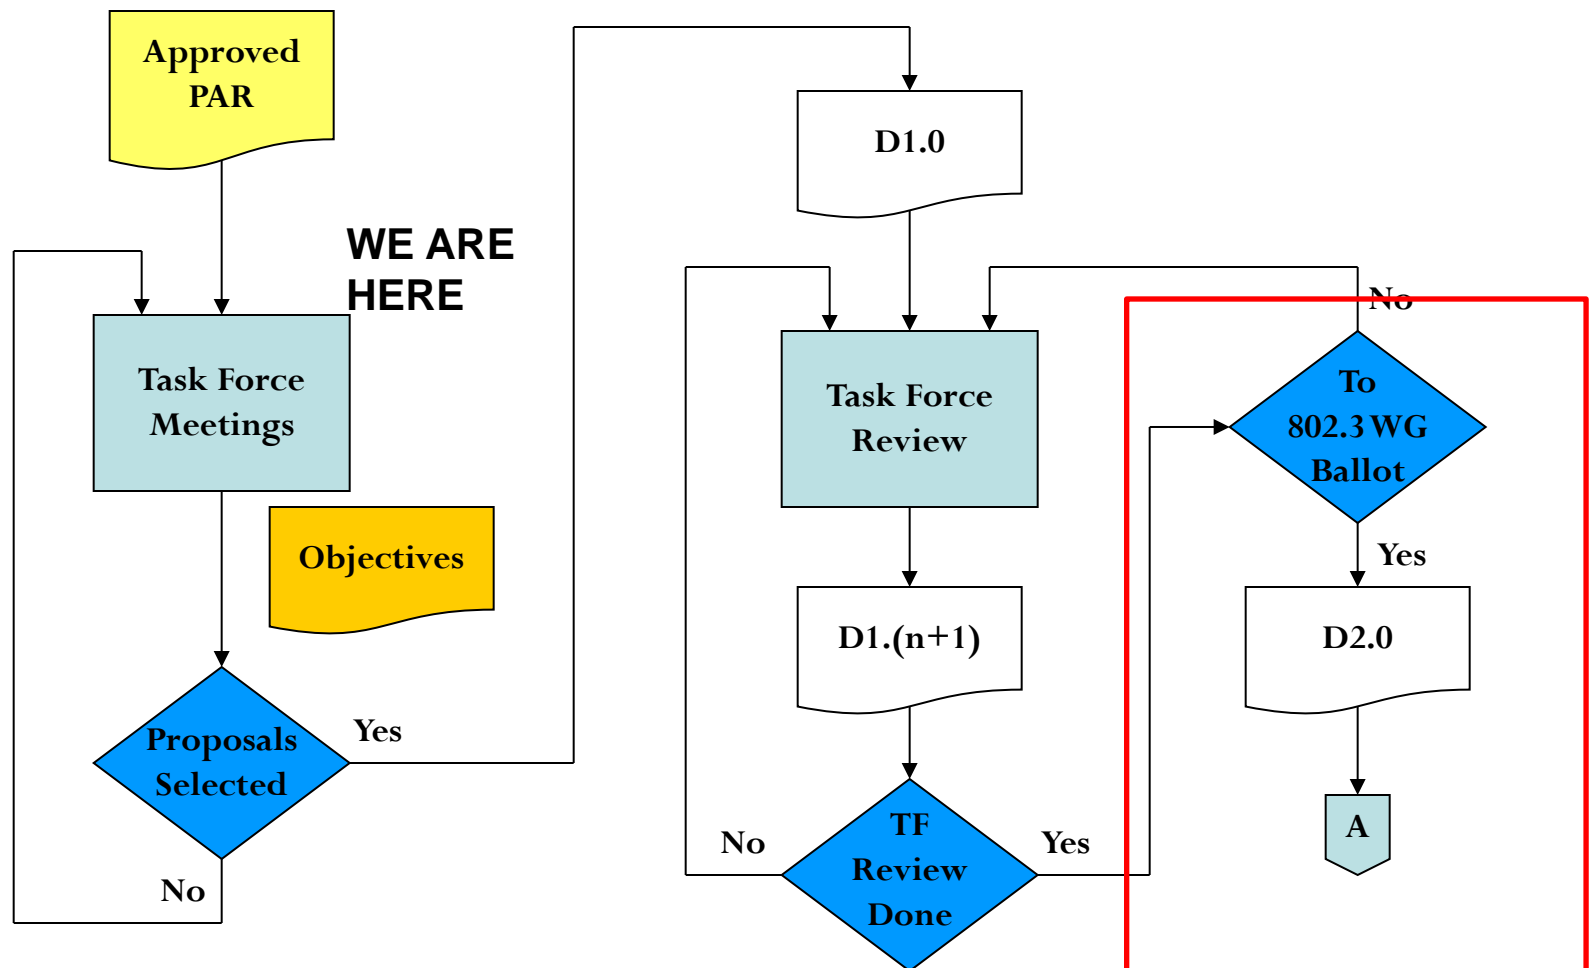 Approved
PAR
WE ARE
HERE
Task Force
Meetings
Objectives
Proposals
Selected
Yes
No
D1.0
Task Force
Review
D1.(n+1)
TF
Review
Done
No
Yes
No
To
802.3 WG
Ballot
Yes
D2.0
A